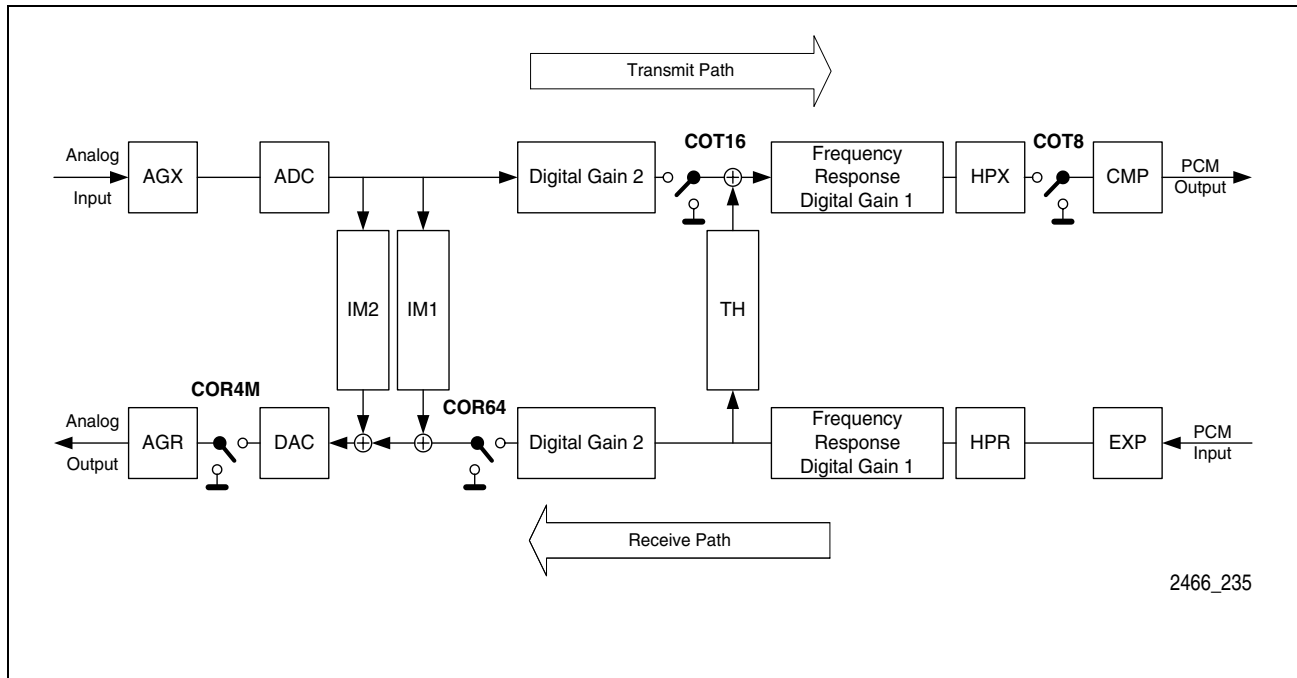 Transmit Path
COT16
COT8
Analog
Input
AGX
ADC
Digital Gain 2
Frequency
Response
Digital Gain 1
HPX
CMP
PCM
Output
IM2
IM1
TH
COR4M
COR64
Analog
Output
AGR
DAC
Digital Gain 2
Frequency
Response
Digital Gain 1
HPR
EXP
PCM
Input
Receive Path
2466_235